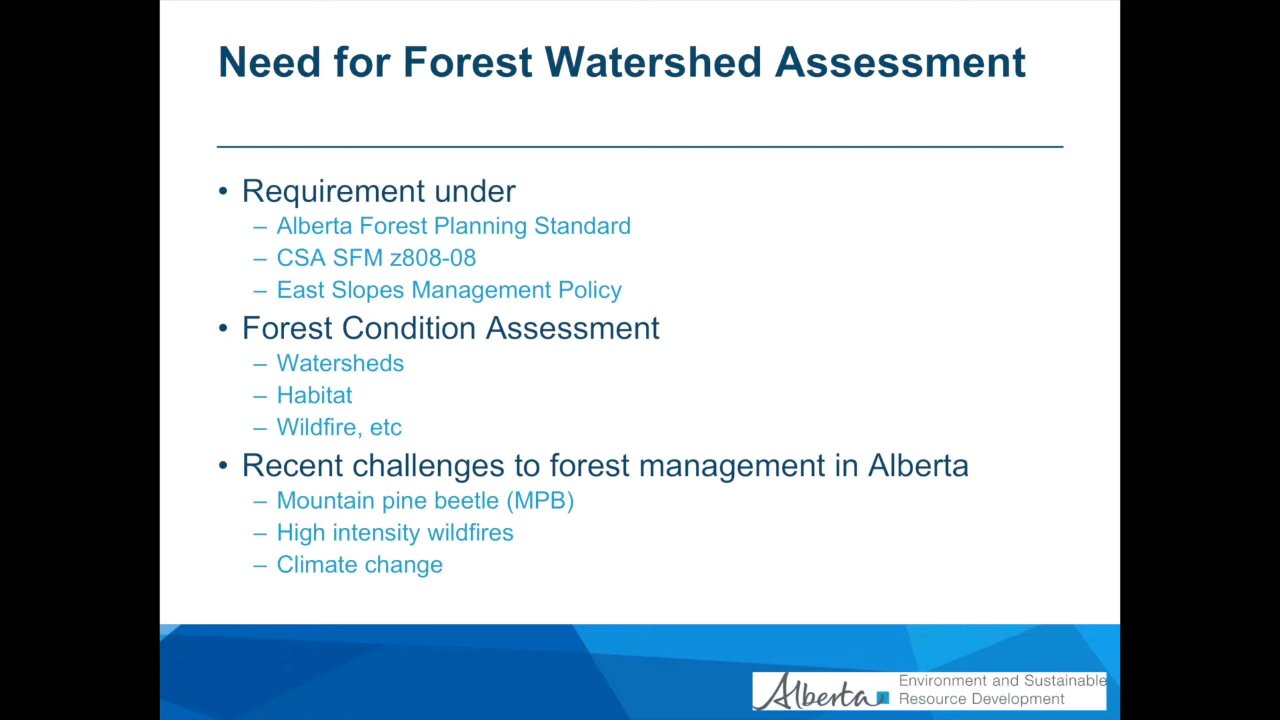 Need for Forest Watershed Assessment
• Requirement under
– Alberta Forest Planning Standard
– CSA SFM z808-08
– East Slopes Management Policy
• Forest Condition Assessment
– Watersheds
– Habitat
– Wildfire, etc
• Recent challenges to forest management in Alberta
– Mountain pine beetle (MPB)
– High intensity wildfires
– Climate change
Alberta
Environment and Sustainable
Resource Development